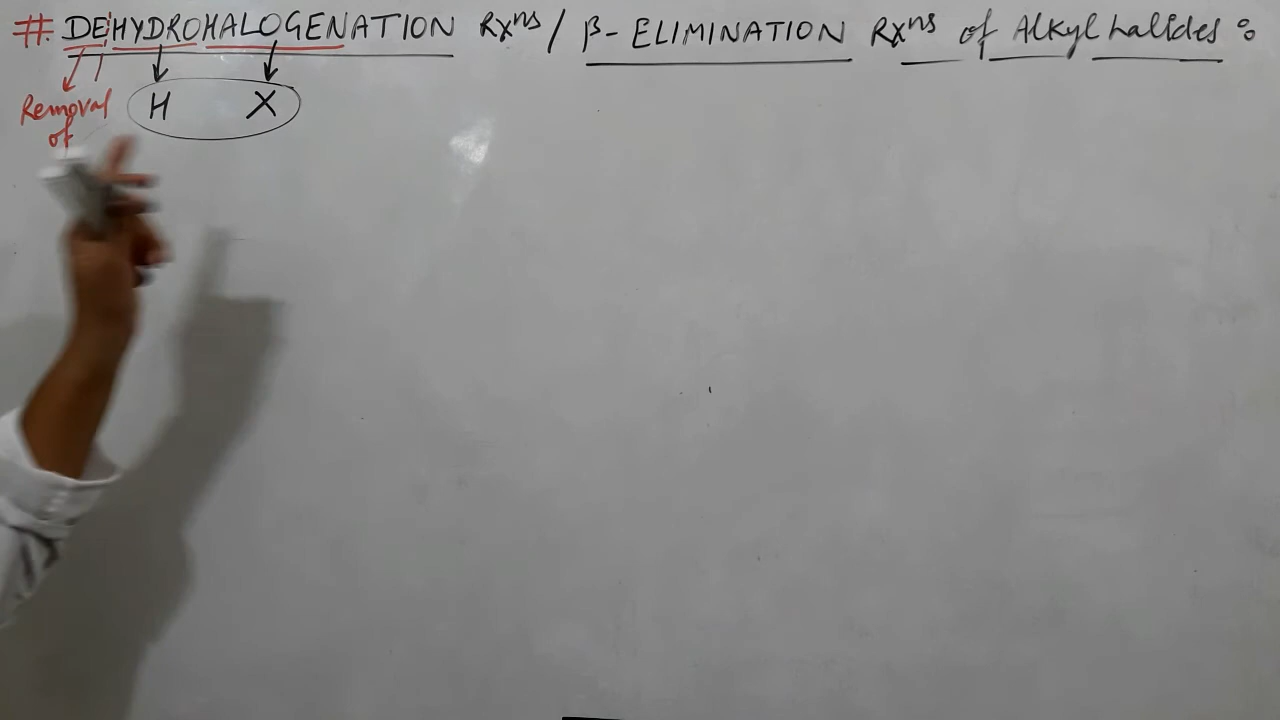 # DEHYDROHALOGENATION Rxⁿˢ / β- ELIMINATION Rxⁿˢ of Alkyl halides :
Removal H X
of